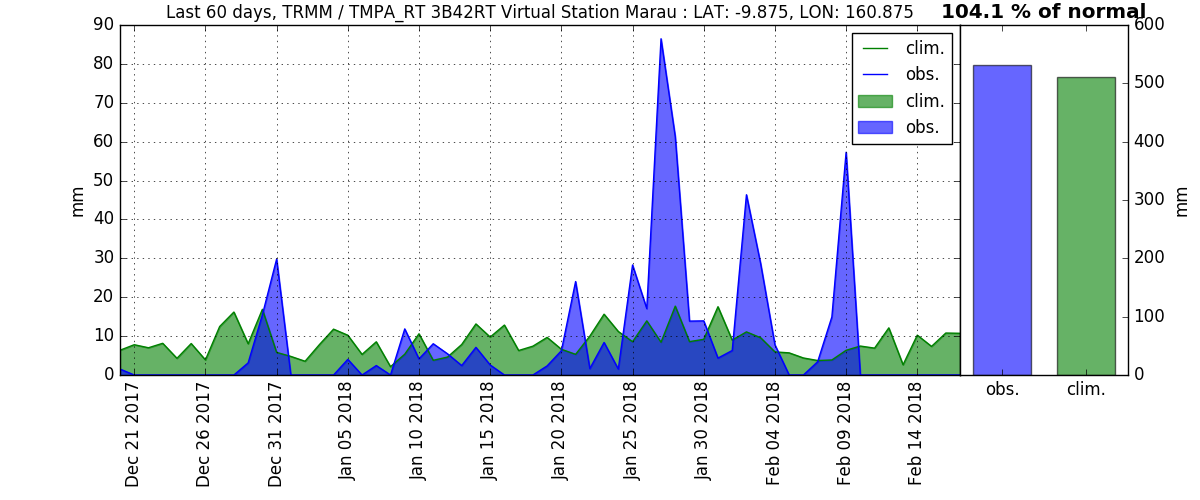 Last 60 days, TRMM / TMPA_RT 3B42RT Virtual Station Marau : LAT: -9.875, LON: 160.875
104.1 % of normal
90
80
70
60
50
40
30
20
10
0
mm
clim.
obs.
clim.
obs.
600
500
400
300
200
100
0
mm
Dec 21 2017
Dec 26 2017
Dec 31 2017
Jan 05 2018
Jan 10 2018
Jan 15 2018
Jan 20 2018
Jan 25 2018
Jan 30 2018
Feb 04 2018
Feb 09 2018
Feb 14 2018
obs.
clim.